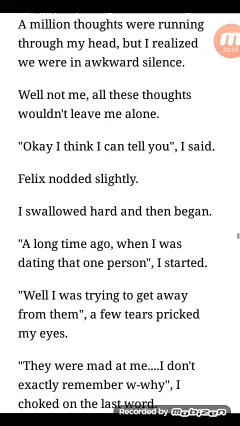 A million thoughts were running
through my head, but I realized
we were in awkward silence.
Well not me, all these thoughts
wouldn't leave me alone.
"Okay I think I can tell you", I said.
Felix nodded slightly.
I swallowed hard and then began.
"A long time ago, when I was
dating that one person", I started.
"Well I was trying to get away
from them", a few tears pricked
my eyes.
"They were mad at me....I don't
exactly remember w-why", I
choked on the last word
Recorded by mobizen